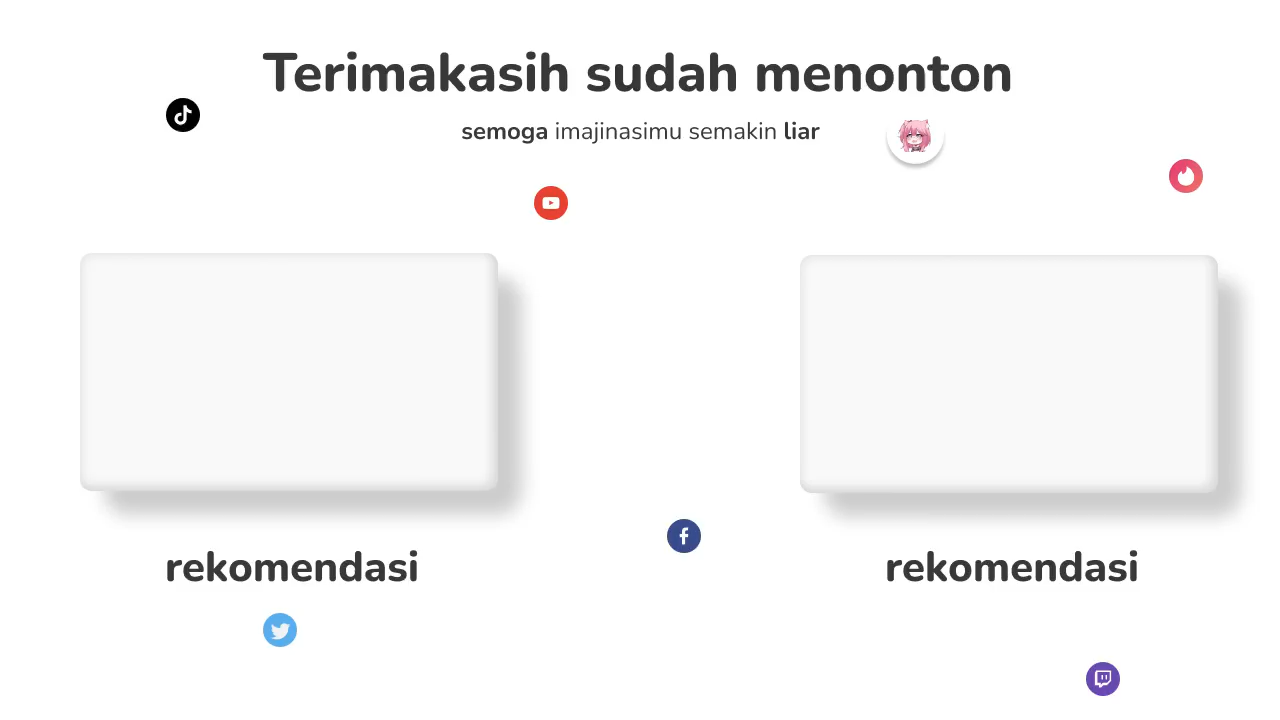 Terimakasih sudah menonton
semoga imajinasimu semakin liar
rekomendasi
rekomendasi